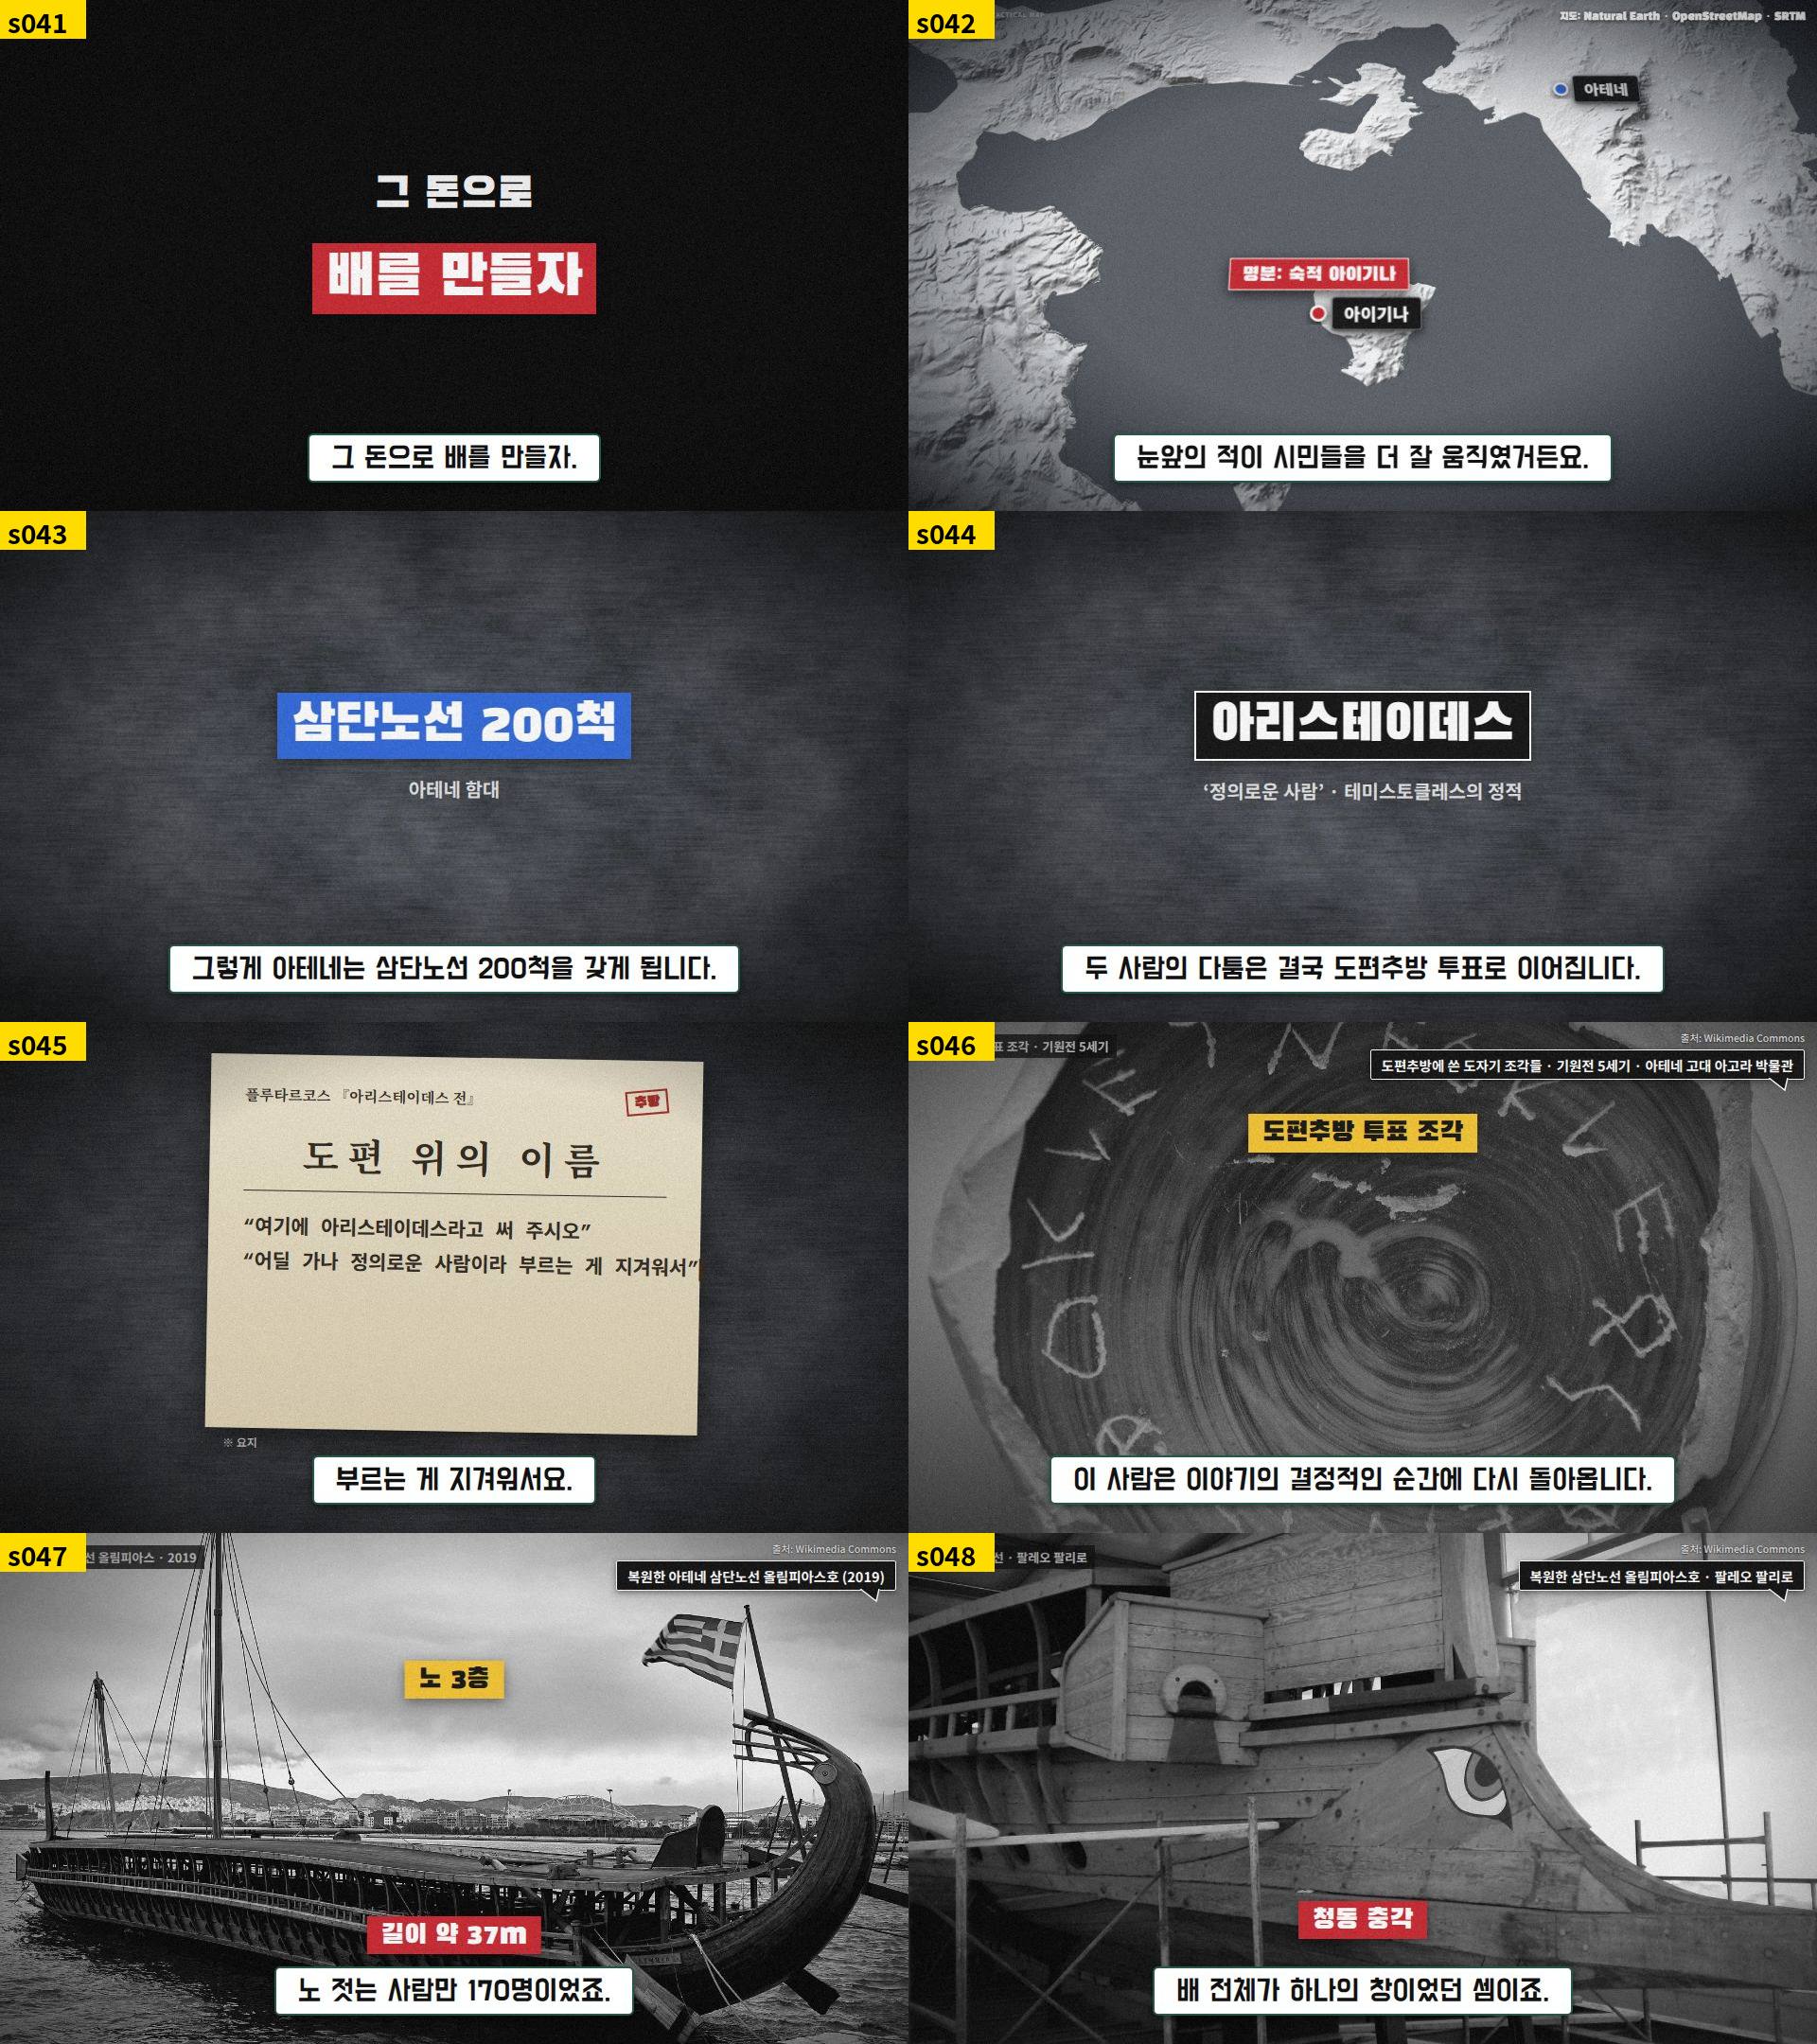 s041
그 돈으로
배를 만들자
그 돈으로 배를 만들자.
s042
지도: Natural Earth · OpenStreetMap · SRTM
아테네
명분: 숙적 아이기나
아이기나
눈앞의 적이 시민들을 더 잘 움직였거든요.
s043
삼단노선 200척
아테네 함대
그렇게 아테네는 삼단노선 200척을 갖게 됩니다.
s044
아리스테이데스
‘정의로운 사람’ · 테미스토클레스의 정적
두 사람의 다툼은 결국 도편추방 투표로 이어집니다.
s045
플루타르코스 『아리스테이데스 전』
추방
도편 위의 이름
“여기에 아리스테이데스라고 써 주시오”
“어딜 가나 정의로운 사람이라 부르는 게 지겨워서”
※ 요지
부르는 게 지겨워서요.
s046
표 조각 · 기원전 5세기
출처: Wikimedia Commons
도편추방에 쓴 도자기 조각들 · 기원전 5세기 · 아테네 고대 아고라 박물관
도편추방 투표 조각
이 사람은 이야기의 결정적인 순간에 다시 돌아옵니다.
s047
선 올림피아스 · 2019
출처: Wikimedia Commons
복원한 아테네 삼단노선 올림피아스호 (2019)
노 3층
길이 약 37m
노 젓는 사람만 170명이었죠.
s048
선 · 팔레오 팔리로
출처: Wikimedia Commons
복원한 삼단노선 올림피아스호 · 팔레오 팔리로
청동 충각
배 전체가 하나의 창이었던 셈이죠.